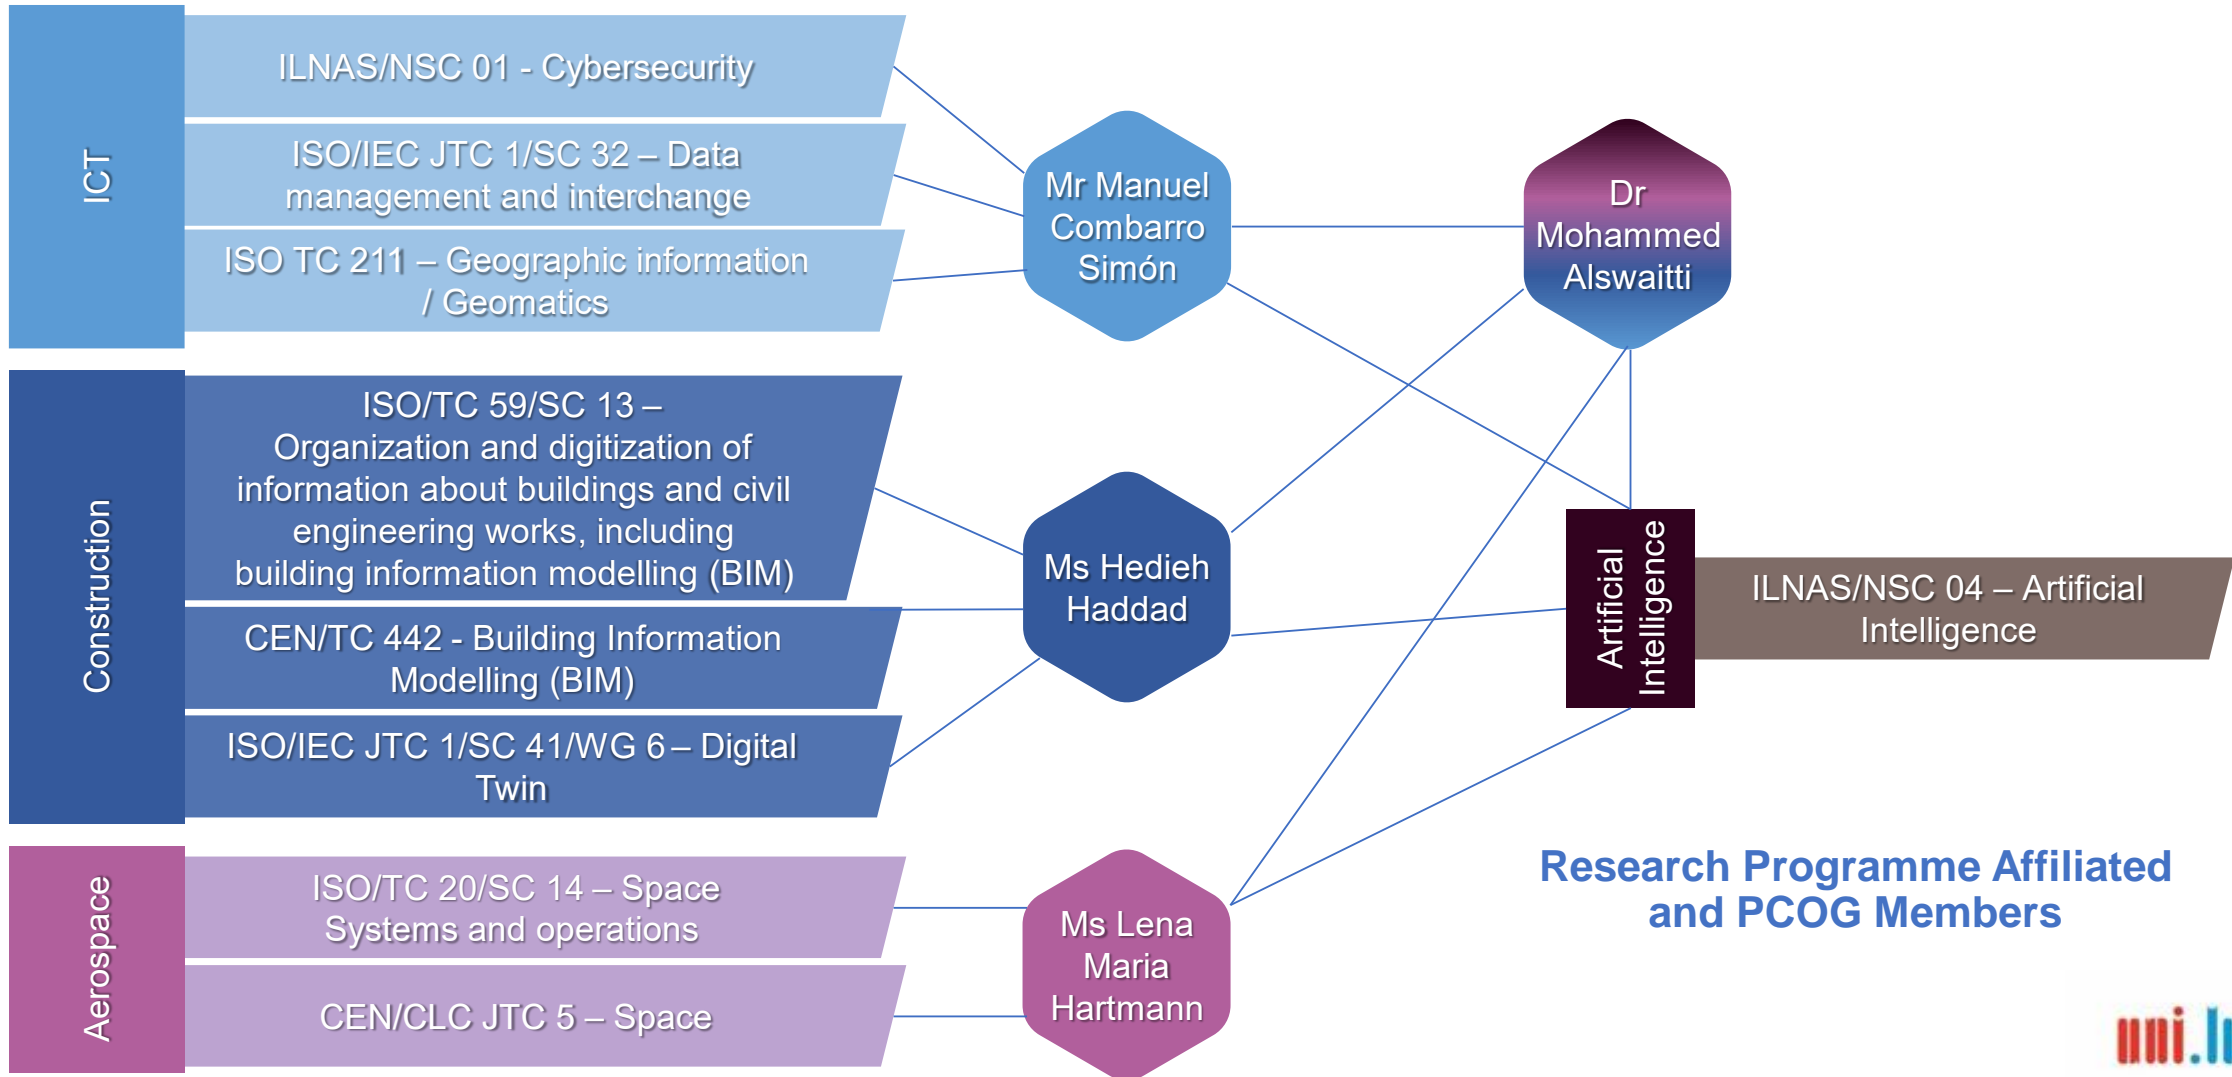 ICT
ILNAS/NSC 01 - Cybersecurity
ISO/IEC JTC 1/SC 32 – Data
management and interchange
ISO TC 211 – Geographic information
/ Geomatics
Construction
ISO/TC 59/SC 13 –
Organization and digitization of
information about buildings and civil
engineering works, including
building information modelling (BIM)
CEN/TC 442 - Building Information
Modelling (BIM)
ISO/IEC JTC 1/SC 41/WG 6 – Digital
Twin
Aerospace
ISO/TC 20/SC 14 – Space
Systems and operations
CEN/CLC JTC 5 – Space
Mr Manuel
Combarro
Simón
Ms Hedieh
Haddad
Ms Lena
Maria
Hartmann
Dr
Mohammed
Alswaitti
Artificial
Intelligence
ILNAS/NSC 04 – Artificial
Intelligence
Research Programme Affiliated
and PCOG Members
uni.lu